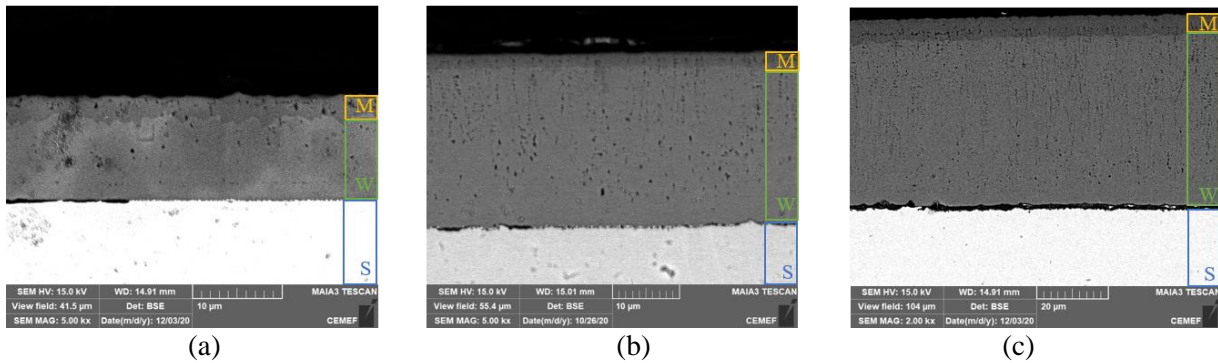 M
W
S
SEM HV: 15.0 kV WD: 14.91 mm MAIA3 TESCAN
View field: 41.5 µm Det: BSE 10 µm
SEM MAG: 5.00 kx Date(m/d/y): 12/03/20 CEMEF
(a)
M
W
S
SEM HV: 15.0 kV WD: 15.01 mm MAIA3 TESCAN
View field: 55.4 µm Det: BSE 10 µm
SEM MAG: 5.00 kx Date(m/d/y): 10/26/20 CEMEF
(b)
M
W
S
SEM HV: 15.0 kV WD: 14.91 mm MAIA3 TESCAN
View field: 104 µm Det: BSE 20 µm
SEM MAG: 2.00 kx Date(m/d/y): 12/03/20 CEMEF
(c)